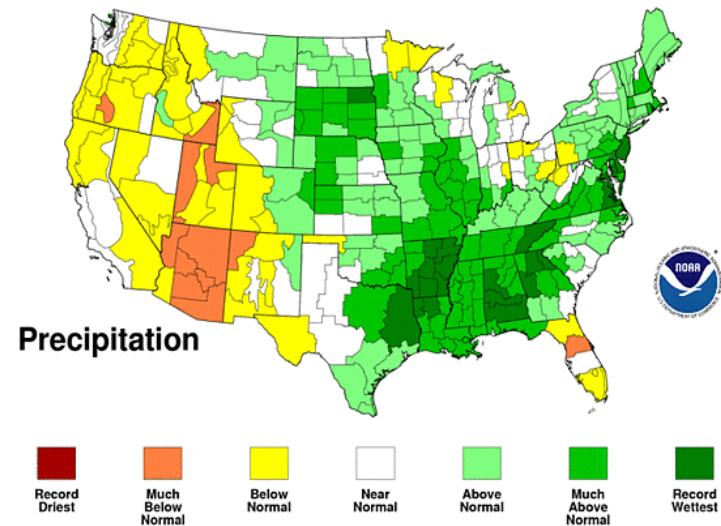 NOAA
Precipitation
Record
Driest
Much
Below
Normal
Below
Normal
Near
Normal
Above
Normal
Much
Above
Normal
Record
Wettest